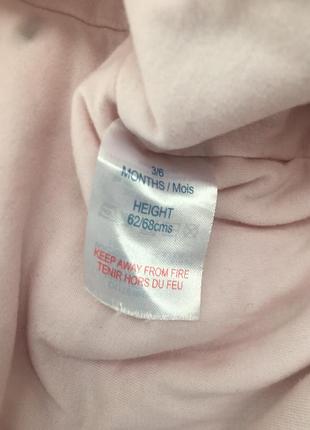 3/6
MONTHS / Mois
HEIGHT
62/68cms
KEEP AWAY FROM FIRE
TENIR HORS DU FEU